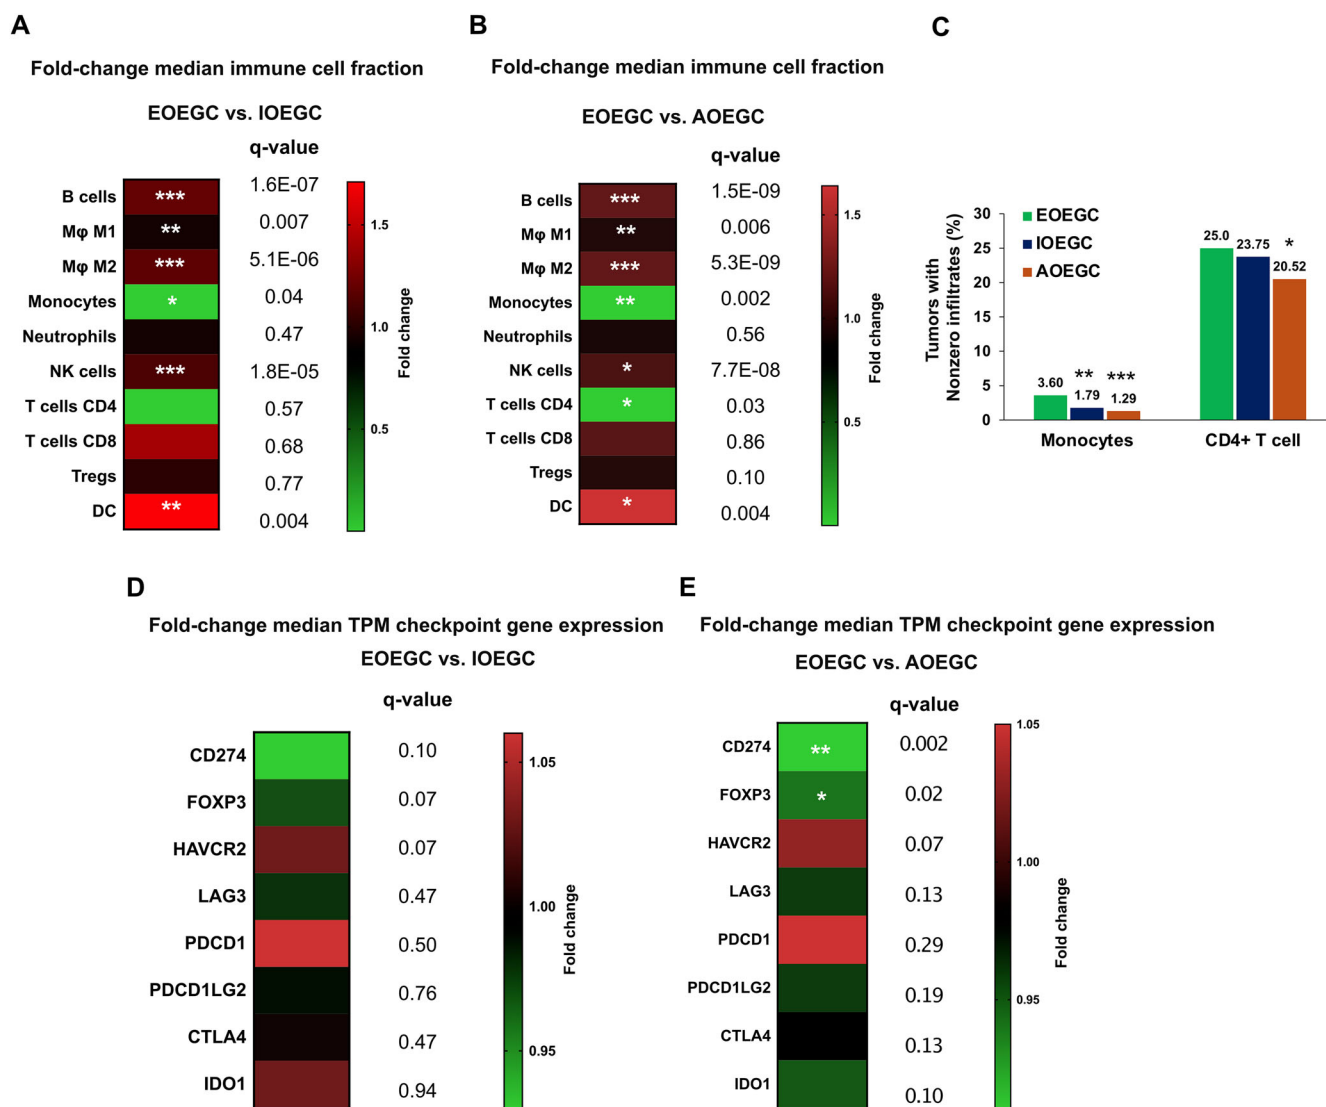 A
Fold-change median immune cell fraction
EOEGC vs. IOEGC
q-value
B cells *** 1.6E-07
Mφ M1 ** 0.007
Mφ M2 *** 5.1E-06
Monocytes * 0.04
Neutrophils 0.47
NK cells *** 1.8E-05
T cells CD4 0.57
T cells CD8 0.68
Tregs 0.77
DC ** 0.004
1.5
1.0
0.5
Fold change
B
Fold-change median immune cell fraction
EOEGC vs. AOEGC
q-value
B cells *** 1.5E-09
Mφ M1 ** 0.006
Mφ M2 *** 5.3E-09
Monocytes ** 0.002
Neutrophils 0.56
NK cells * 7.7E-08
T cells CD4 * 0.03
T cells CD8 0.86
Tregs 0.10
DC * 0.004
1.5
1.0
0.5
Fold change
C
Tumors with
Nonzero infiltrates (%)
30
25
20
15
10
5
0
EOEGC
IOEGC
AOEGC
** ***
3.60 1.79 1.29
*
25.0 23.75 20.52
Monocytes CD4+ T cell
D
Fold-change median TPM checkpoint gene expression
EOEGC vs. IOEGC
q-value
CD274 0.10
FOXP3 0.07
HAVCR2 0.07
LAG3 0.47
PDCD1 0.50
PDCD1LG2 0.76
CTLA4 0.47
IDO1 0.94
1.05
1.00
0.95
Fold change
E
Fold-change median TPM checkpoint gene expression
EOEGC vs. AOEGC
q-value
CD274 ** 0.002
FOXP3 * 0.02
HAVCR2 0.07
LAG3 0.13
PDCD1 0.29
PDCD1LG2 0.19
CTLA4 0.13
IDO1 0.10
1.05
1.00
0.95
Fold change